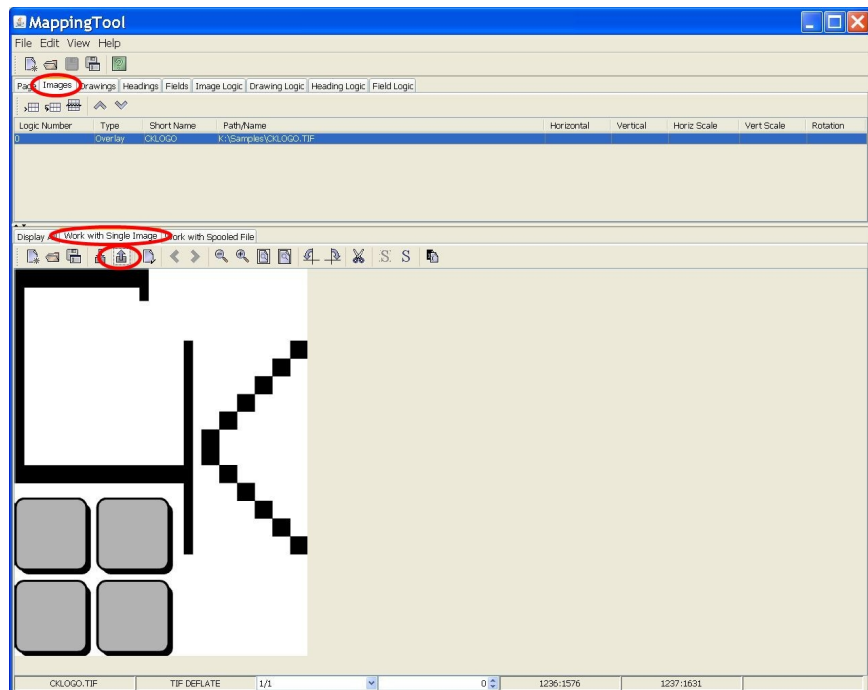 MappingTool
File Edit View Help
Page Images Drawings Headings Fields Image Logic Drawing Logic Heading Logic Field Logic
Logic Number Type Short Name Path/Name Horizontal Vertical Horiz Scale Vert Scale Rotation
0 Overlay CKLOGO K:\Samples\CKLOGO.TIF
Display Work with Single Image Work with Spooled File
S S
CKLOGO.TIF TIF DEFLATE 1/1 0 1236:1576 1237:1631